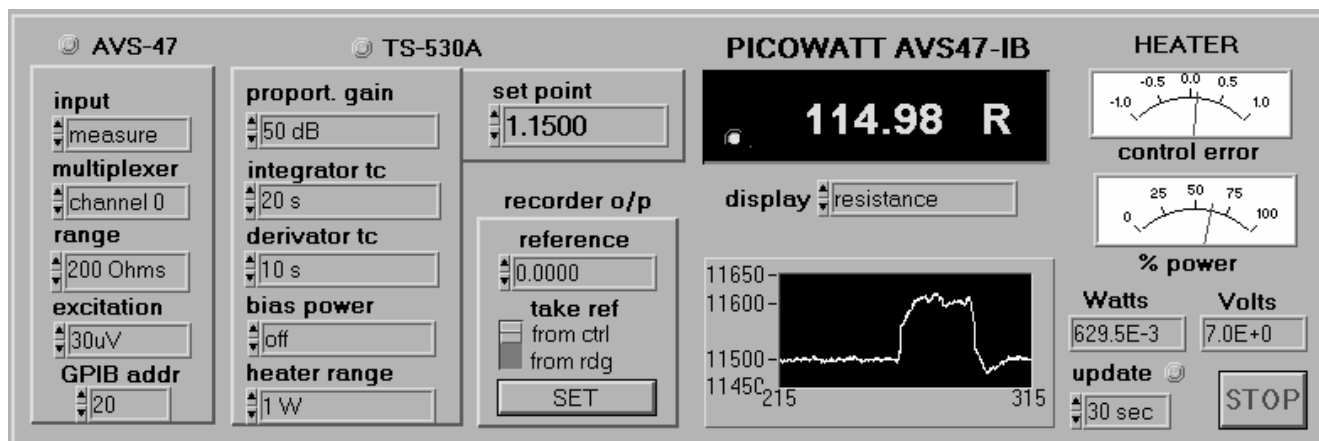 AVS-47
input
measure
multiplexer
channel 0
range
200 Ohms
excitation
30uV
GPIB addr
20
TS-530A
proport. gain
50 dB
integrator tc
20 s
derivator tc
10 s
bias power
off
heater range
1 W
set point
1.1500
recorder o/p
reference
0.0000
take ref
from ctrl
from rdg
SET
PICOWATT AVS47-IB
114.98 R
display resistance
11650
11600
11500
11450
215 315
HEATER
-1.0 -0.5 0.0 0.5 1.0
control error
0 25 50 75 100
% power
Watts Volts
629.5E-3 7.0E+0
update
30 sec
STOP